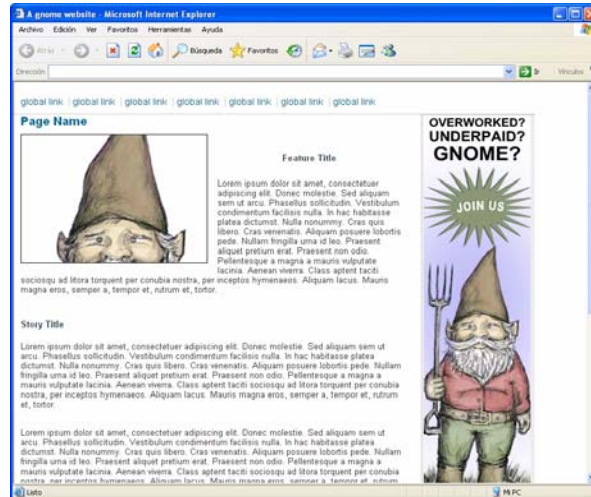 A gnome website - Microsoft Internet Explorer
Archivo Edición Ver Favoritos Herramientas Ayuda
Atrás Búsqueda Favoritos
Dirección Ir Vínculos
global link | global link | global link | global link | global link | global link | global link
Page Name
Feature Title
Lorem ipsum dolor sit amet, consectetuer
adipiscing elit. Donec molestie. Sed aliquam
sem ut arcu. Phasellus sollicitudin. Vestibulum
condimentum facilisis nulla. In hac habitasse
platea dictumst. Nulla nonummy. Cras quis
libero. Cras venenatis. Aliquam posuere lobortis
pede. Nullam fringilla urna id leo. Praesent
aliquet pretium erat. Praesent non odio.
Pellentesque a magna a mauris vulputate
lacinia. Aenean viverra. Class aptent taciti
sociosqu ad litora torquent per conubia nostra, per inceptos hymenaeos. Aliquam lacus. Mauris
magna eros, semper a, tempor et, rutrum et, tortor.
Story Title
Lorem ipsum dolor sit amet, consectetuer adipiscing elit. Donec molestie. Sed aliquam sem ut
arcu. Phasellus sollicitudin. Vestibulum condimentum facilisis nulla. In hac habitasse platea
dictumst. Nulla nonummy. Cras quis libero. Cras venenatis. Aliquam posuere lobortis pede. Nullam
fringilla urna id leo. Praesent aliquet pretium erat. Praesent non odio. Pellentesque a magna a
mauris vulputate lacinia. Aenean viverra. Class aptent taciti sociosqu ad litora torquent per conubia
nostra, per inceptos hymenaeos. Aliquam lacus. Mauris magna eros, semper a, tempor et, rutrum
et, tortor.
Lorem ipsum dolor sit amet, consectetuer adipiscing elit. Donec molestie. Sed aliquam sem ut
arcu. Phasellus sollicitudin. Vestibulum condimentum facilisis nulla. In hac habitasse platea
dictumst. Nulla nonummy. Cras quis libero. Cras venenatis. Aliquam posuere lobortis pede. Nullam
fringilla urna id leo. Praesent aliquet pretium erat. Praesent non odio. Pellentesque a magna a
mauris vulputate lacinia. Aenean viverra. Class aptent taciti sociosqu ad litora torquent per conubia
nostra, per inceptos hymenaeos. Aliquam lacus. Mauris magna eros, semper a, tempor et, rutrum
OVERWORKED?
UNDERPAID?
GNOME?
JOIN US
Listo Mi PC